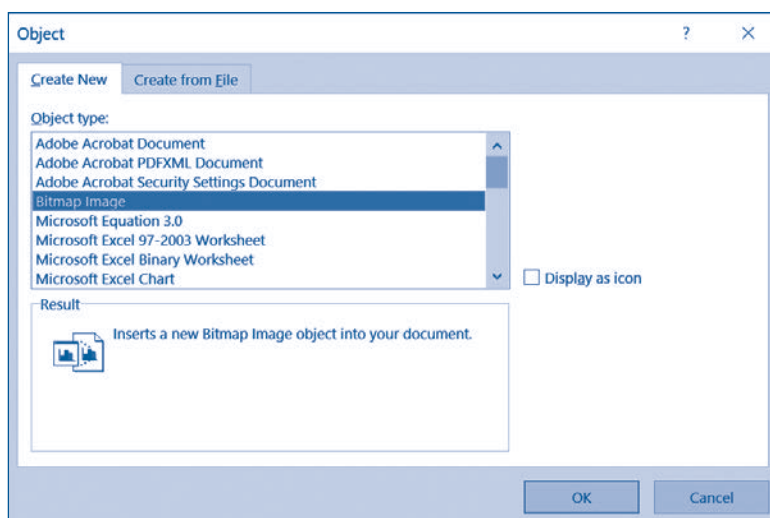 Object ?
Create New Create from File
Object type:
Adobe Acrobat Document
Adobe Acrobat PDFXML Document
Adobe Acrobat Security Settings Document
Bitmap Image
Microsoft Equation 3.0
Microsoft Excel 97-2003 Worksheet
Microsoft Excel Binary Worksheet
Microsoft Excel Chart
Display as icon
Result
Inserts a new Bitmap Image object into your document.
OK Cancel